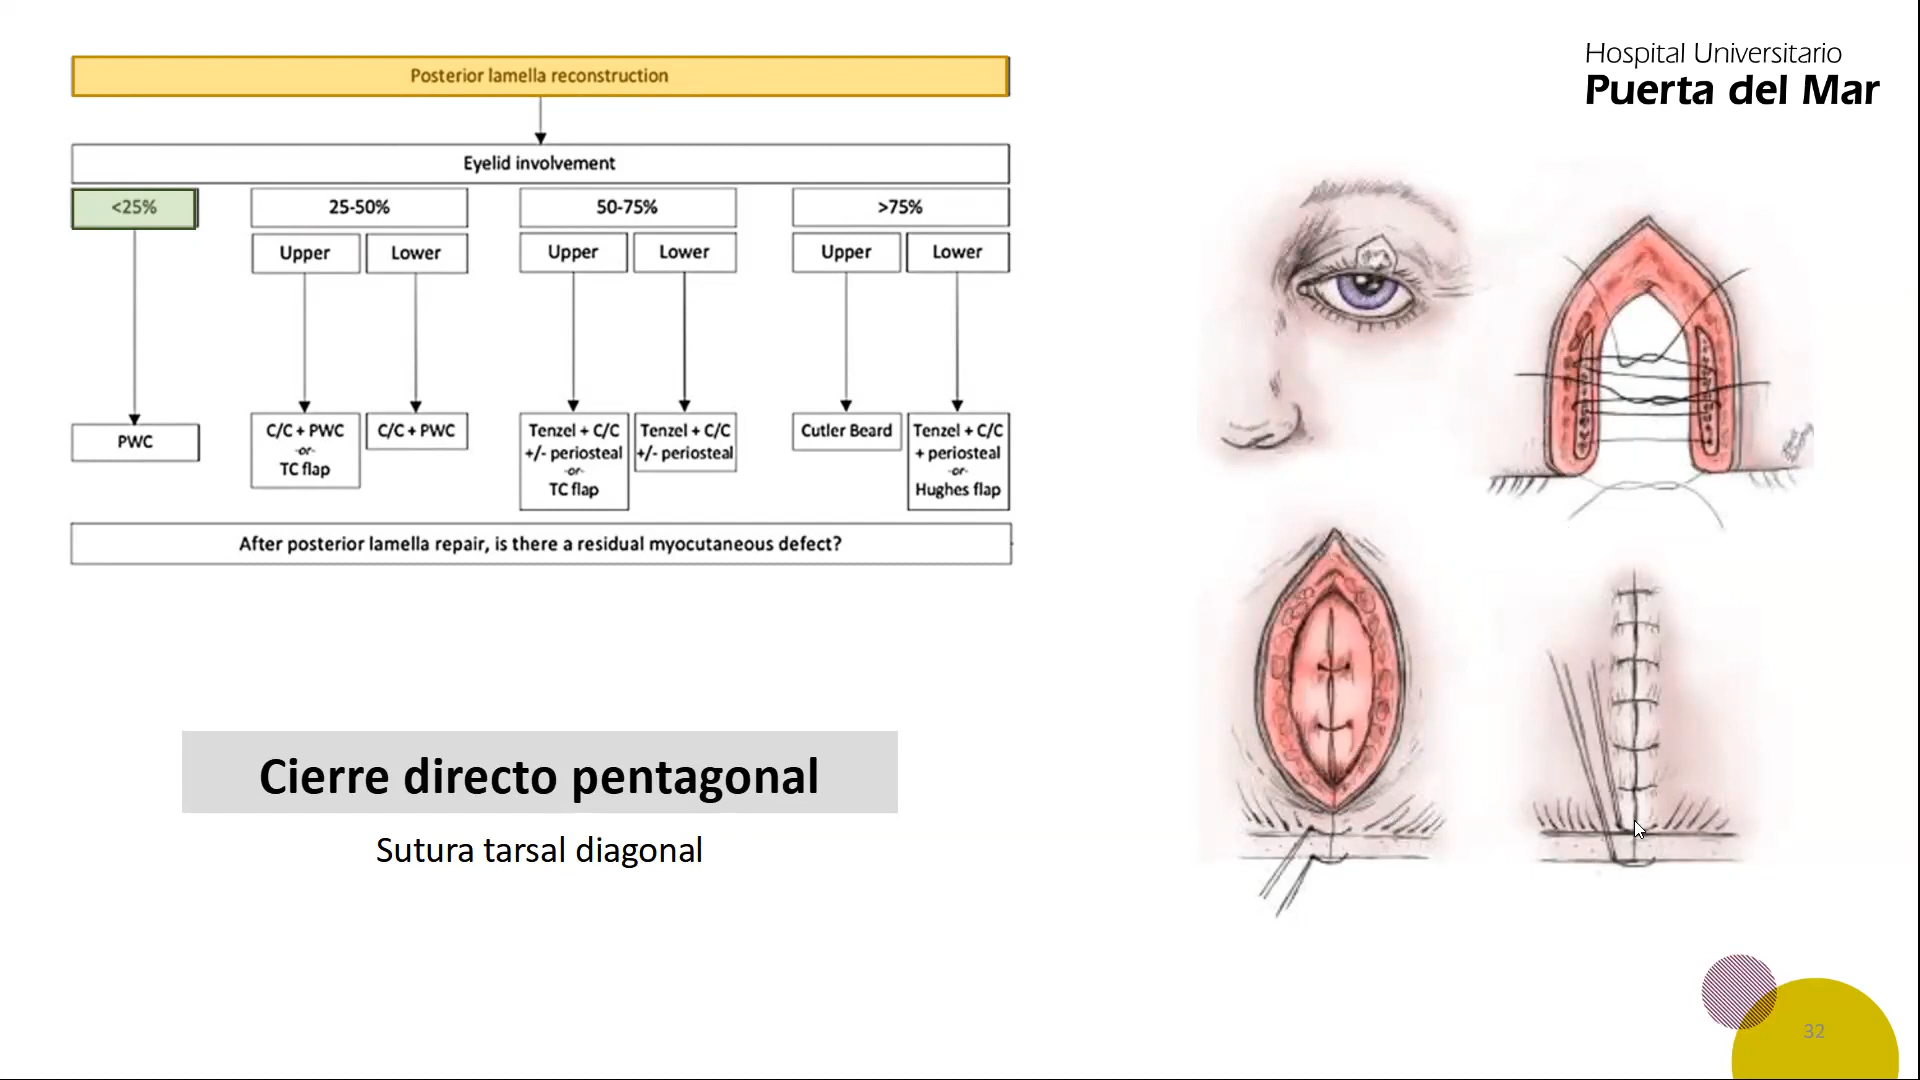 Hospital Universitario
Puerta del Mar
Posterior lamella reconstruction
Eyelid involvement
<25%
25-50%
50-75%
>75%
Upper
Lower
Upper
Lower
Upper
Lower
PWC
C/C + PWC
-or-
TC flap
C/C + PWC
Tenzel + C/C
+/- periosteal
-or-
TC flap
Tenzel + C/C
+/- periosteal
Cutler Beard
Tenzel + C/C
+ periosteal
-or-
Hughes flap
After posterior lamella repair, is there a residual myocutaneous defect?
Cierre directo pentagonal
Sutura tarsal diagonal
32